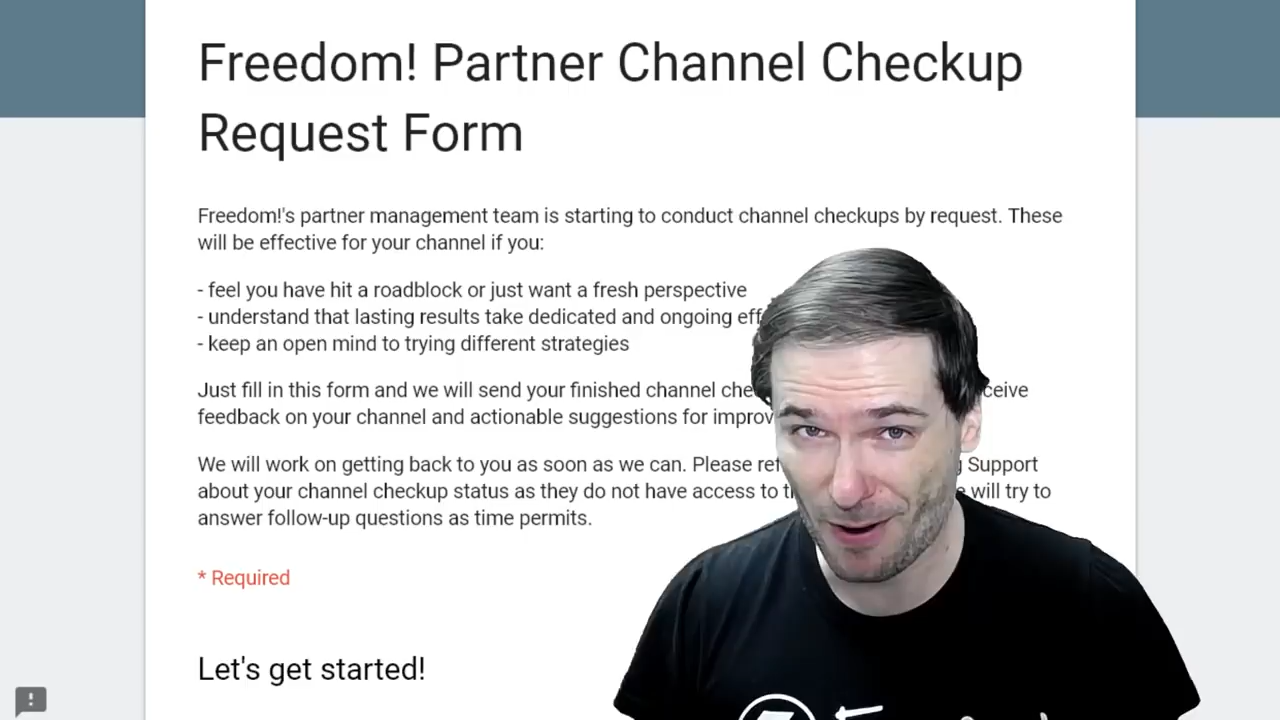 Freedom! Partner Channel Checkup
Request Form
Freedom!'s partner management team is starting to conduct channel checkups by request. These
will be effective for your channel if you:
- feel you have hit a roadblock or just want a fresh perspective
- understand that lasting results take dedicated and ongoing
- keep an open mind to trying different strategies
Just fill in this form and we will send your finished channel
feedback on your channel and actionable suggestions for
We will work on getting back to you as soon as we can. Please Support
about your channel checkup status as they do not have access to will try to
answer follow-up questions as time permits.
* Required
Let's get started!